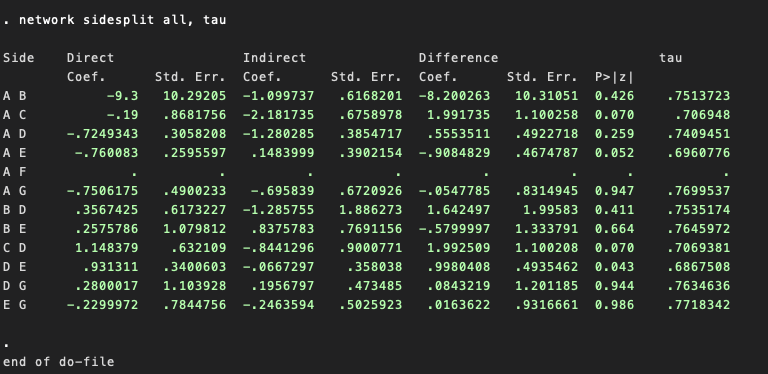 . network sidesplit all, tau
Side    Direct                Indirect              Difference                    tau
        Coef.      Std. Err.  Coef.      Std. Err.  Coef.      Std. Err.  P>|z|
A B          -9.3   10.29205  -1.099737   .6168201  -8.200263   10.31051  0.426    .7513723
A C          -.19   .8681756  -2.181735   .6758978   1.991735   1.100258  0.070     .706948
A D     -.7249343   .3058208  -1.280285   .3854717   .5553511   .4922718  0.259    .7409451
A E      -.760083   .2595597   .1483999   .3902154  -.9084829   .4674787  0.052    .6960776
A F             .          .          .          .          .          .      .           .
A G     -.7506175   .4900233   -.695839   .6720926  -.0547785   .8314945  0.947    .7699537
B D      .3567425   .6173227  -1.285755   1.886273   1.642497    1.99583  0.411    .7535174
B E      .2575786   1.079812   .8375783   .7691156  -.5799997   1.333791  0.664    .7645972
C D      1.148379    .632109  -.8441296   .9000771   1.992509   1.100208  0.070    .7069381
D E       .931311   .3400603  -.0667297    .358038   .9980408   .4935462  0.043    .6867508
D G      .2800017   1.103928   .1956797    .473485   .0843219   1.201185  0.944    .7634636
E G     -.2299972   .7844756  -.2463594   .5025923   .0163622   .9316661  0.986    .7718342
.
end of do-file